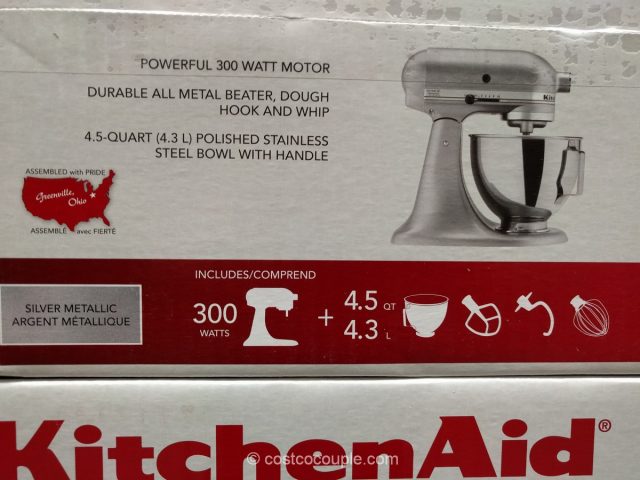 POWERFUL 300 WATT MOTOR
DURABLE ALL METAL BEATER, DOUGH
HOOK AND WHIP
4.5-QUART (4.3 L) POLISHED STAINLESS
STEEL BOWL WITH HANDLE
Kitc
ASSEMBLED with PRIDE
Greenville,
Ohio
ASSEMBLÉ avec FIERTÉ
INCLUDES/COMPREND
SILVER METALLIC
ARGENT MÉTALLIQUE
300
WATTS
+
4.5 QT
4.3 L
KitchenAid®
© costcocouple.com